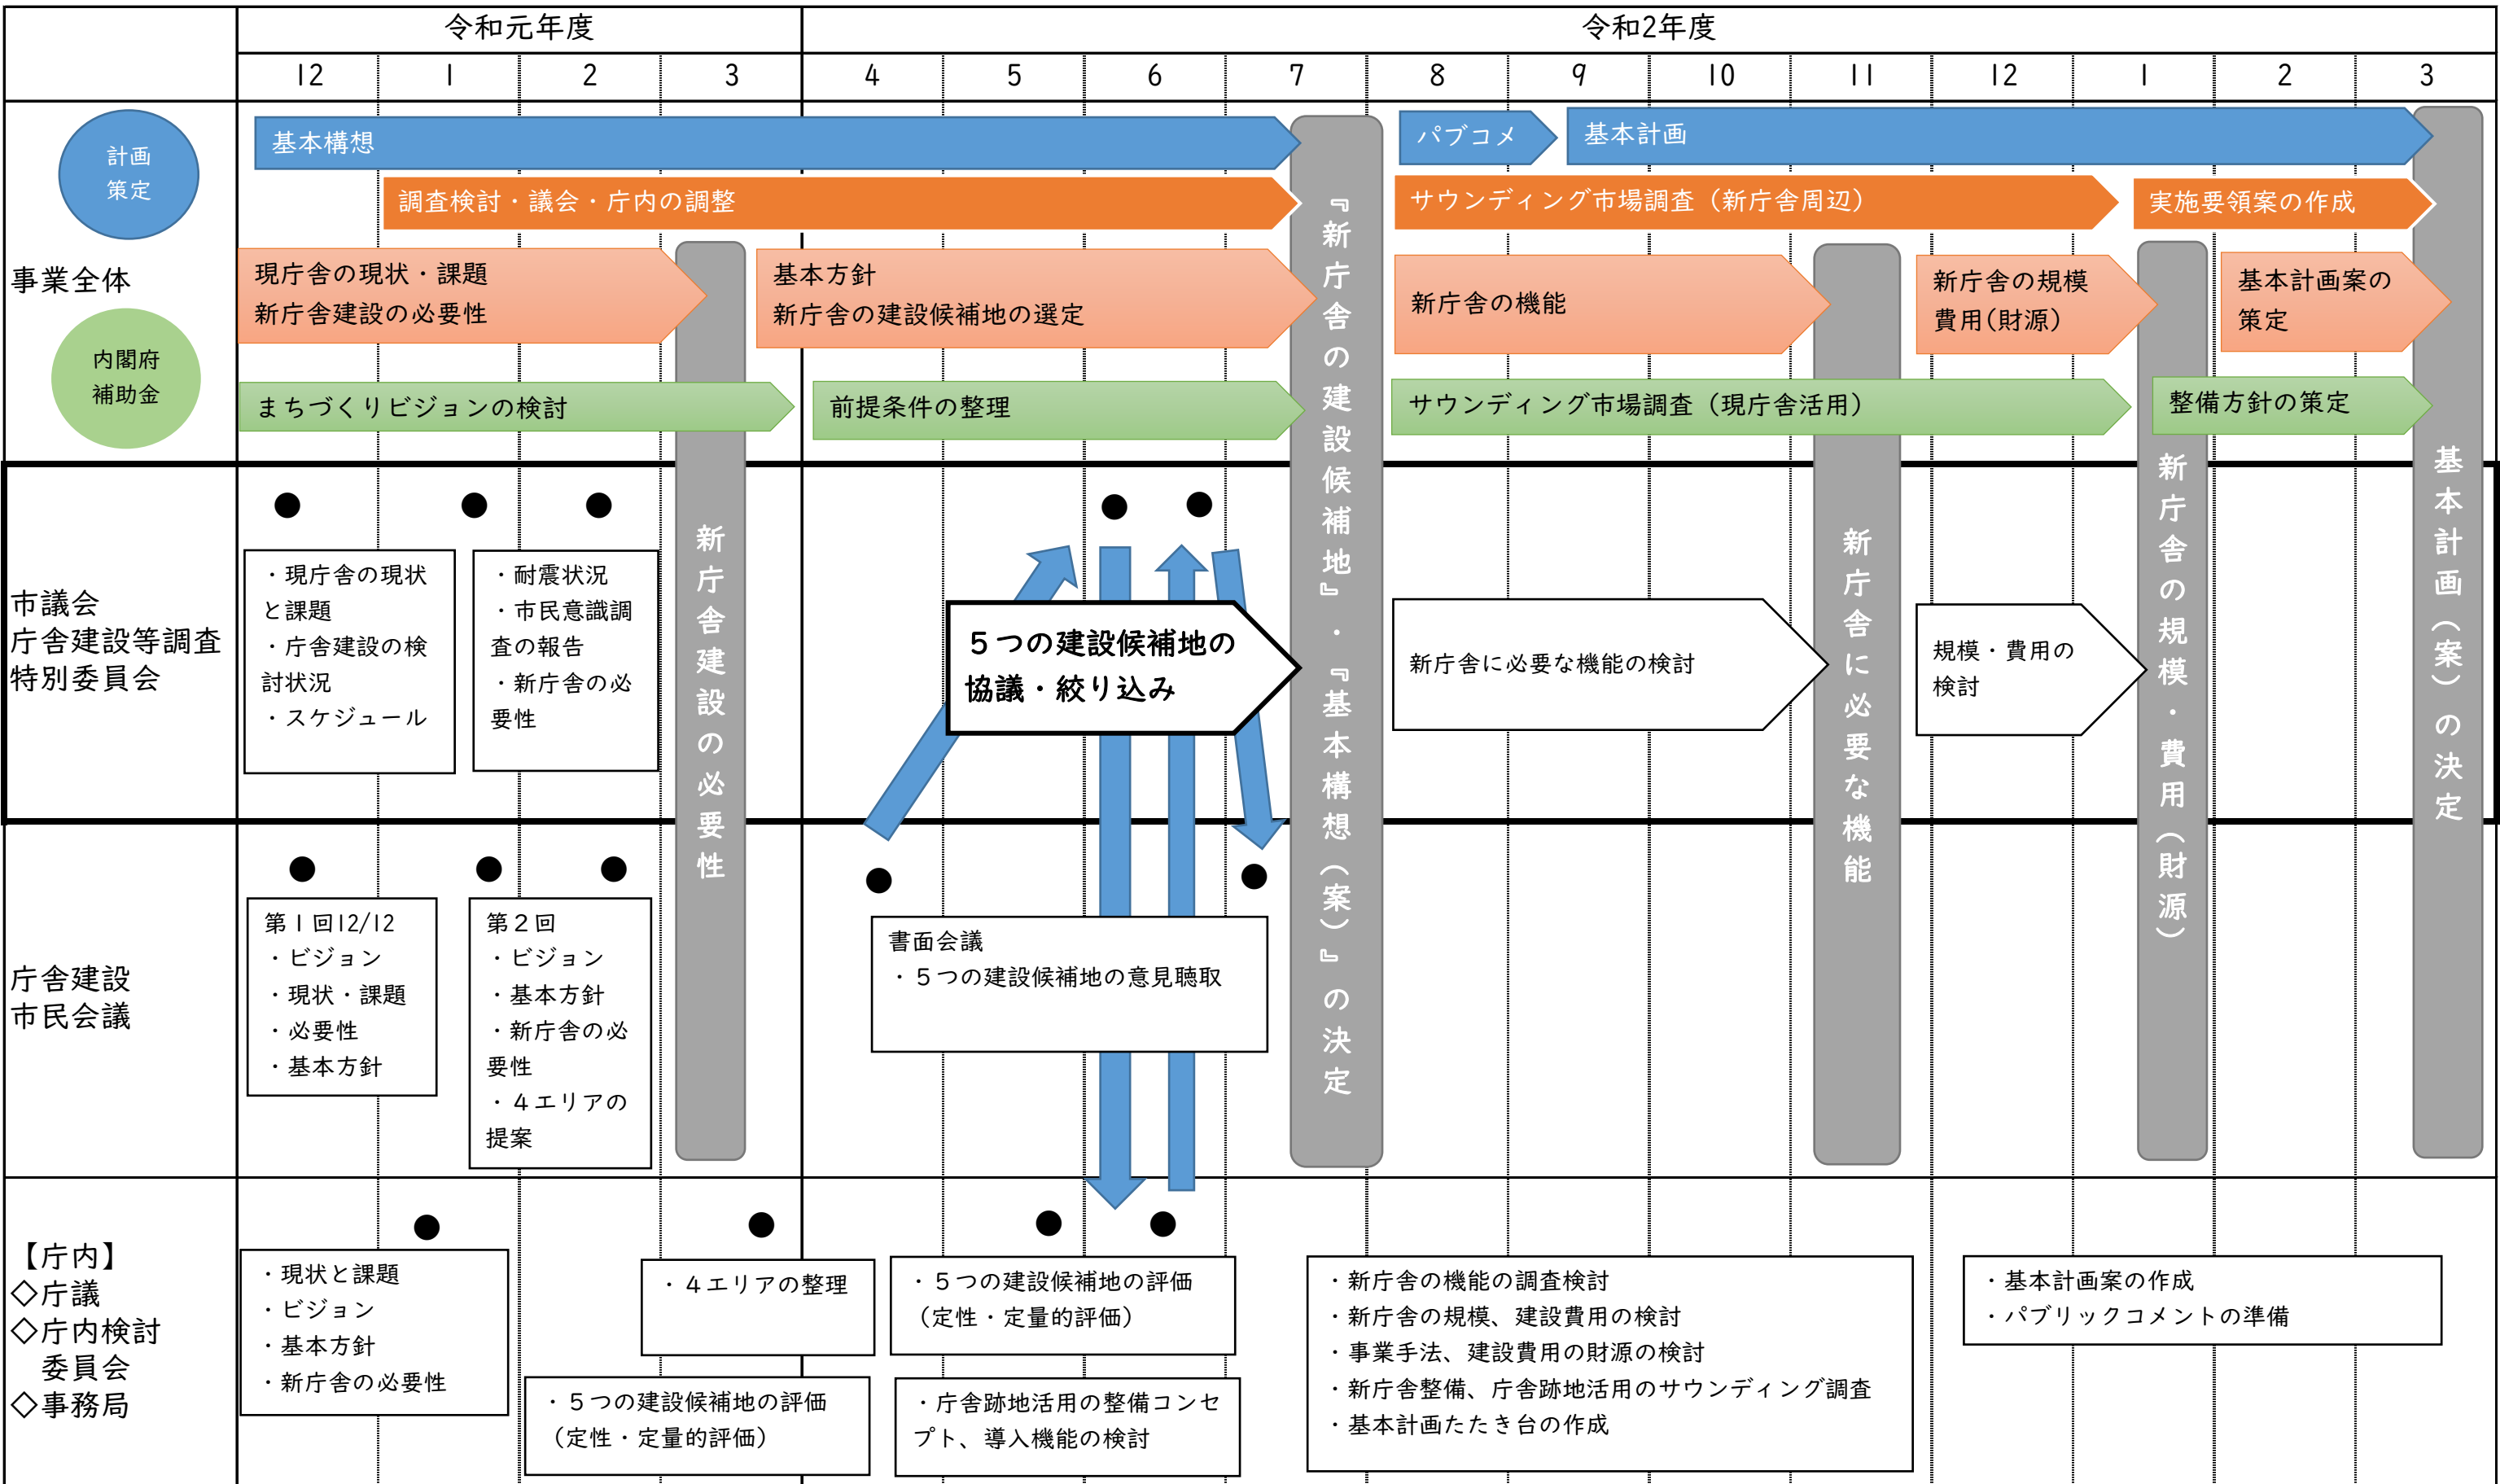 令和元年度
令和2年度
12 1 2 3 4 5 6 7 8 9 10 11 12 1 2 3
計画
策定
事業全体
内閣府
補助金
基本構想
パブコメ
基本計画
調査検討・議会・庁内の調整
サウンディング市場調査（新庁舎周辺）
実施要領案の作成
現庁舎の現状・課題
新庁舎建設の必要性
基本方針
新庁舎の建設候補地の選定
新庁舎の機能
新庁舎の規模
費用(財源)
基本計画案の
策定
まちづくりビジョンの検討
前提条件の整理
サウンディング市場調査（現庁舎活用）
整備方針の策定
新庁舎建設の必要性
『新庁舎の建設候補地』・『基本構想（案）』の決定
新庁舎に必要な機能
新庁舎の規模・費用（財源）
基本計画（案）の決定
市議会
庁舎建設等調査
特別委員会
・現庁舎の現状
と課題
・庁舎建設の検
討状況
・スケジュール
・耐震状況
・市民意識調
査の報告
・新庁舎の必
要性
５つの建設候補地の
協議・絞り込み
新庁舎に必要な機能の検討
規模・費用の
検討
庁舎建設
市民会議
第１回12/12
・ビジョン
・現状・課題
・必要性
・基本方針
第２回
・ビジョン
・基本方針
・新庁舎の必
要性
・４エリアの
提案
書面会議
・５つの建設候補地の意見聴取
【庁内】
◇庁議
◇庁内検討
委員会
◇事務局
・現状と課題
・ビジョン
・基本方針
・新庁舎の必要性
・４エリアの整理
・５つの建設候補地の評価
（定性・定量的評価）
・５つの建設候補地の評価
（定性・定量的評価）
・庁舎跡地活用の整備コンセ
プト、導入機能の検討
・新庁舎の機能の調査検討
・新庁舎の規模、建設費用の検討
・事業手法、建設費用の財源の検討
・新庁舎整備、庁舎跡地活用のサウンディング調査
・基本計画たたき台の作成
・基本計画案の作成
・パブリックコメントの準備